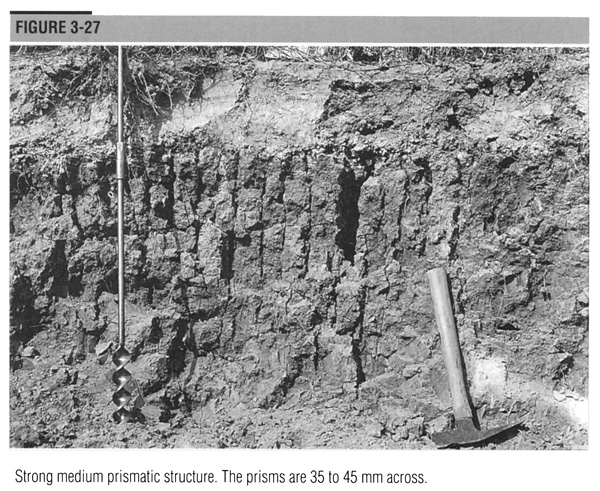 FIGURE 3-27
Strong medium prismatic structure. The prisms are 35 to 45 mm across.